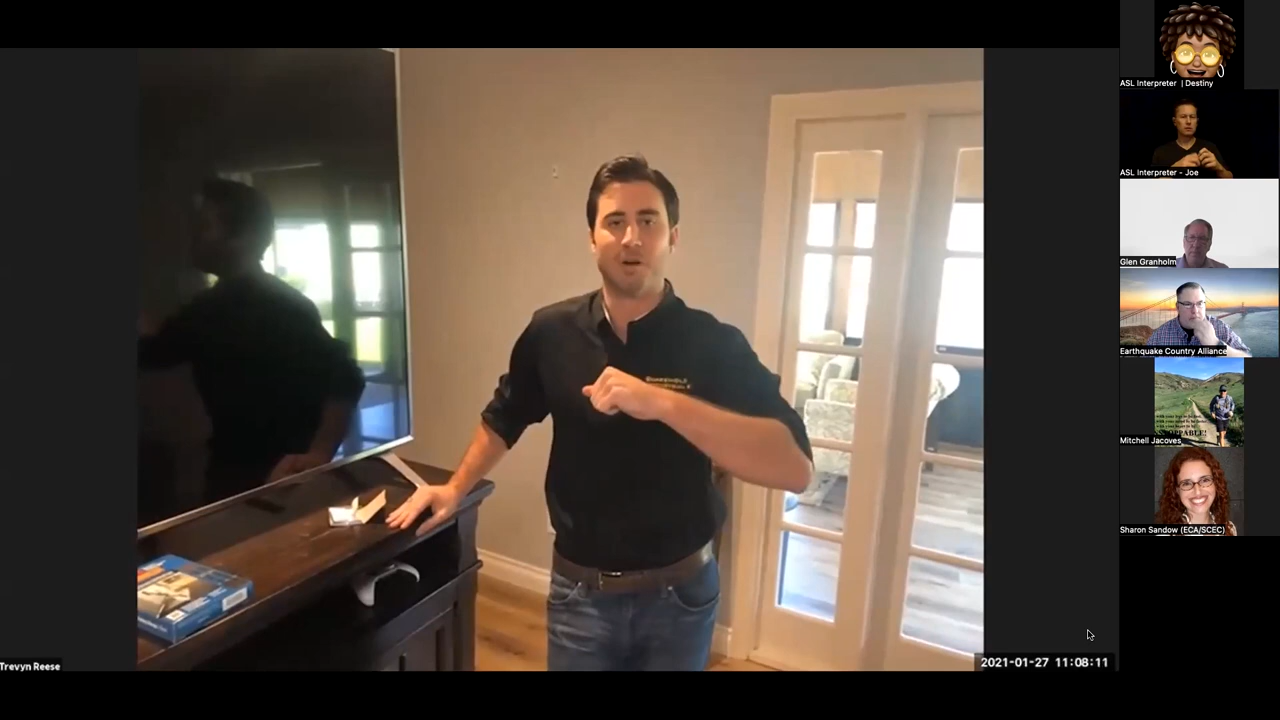 ASL Interpreter | Destiny
ASL Interpreter - Joe
Glen Granholm
Earthquake Country Alliance
Mitchell Jacoves
Sharon Sandow (ECA/SCEC)
Trevyn Reese
2021-01-27 11:08:11